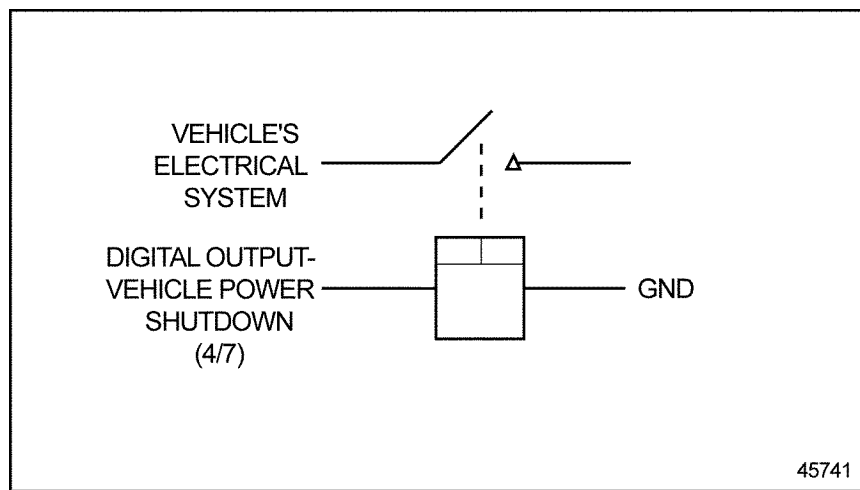 VEHICLE'S
ELECTRICAL
SYSTEM
DIGITAL OUTPUT-
VEHICLE POWER
SHUTDOWN
(4/7)
GND
45741